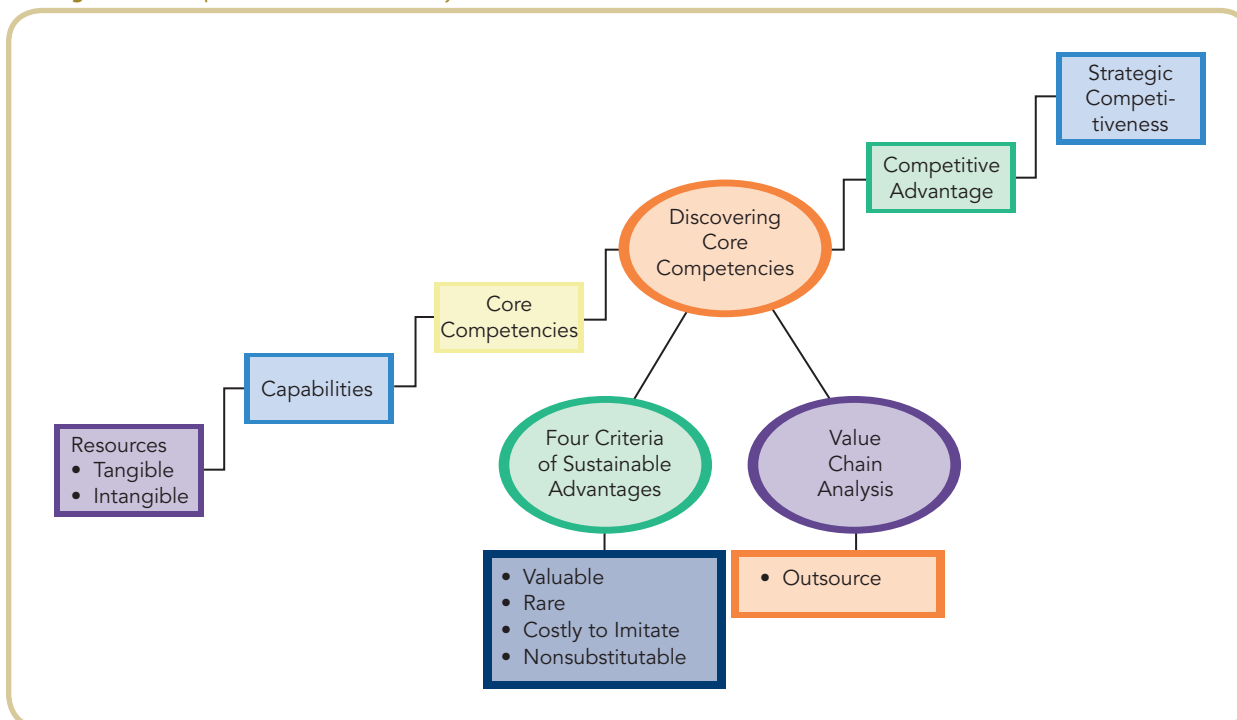 Strategic
Competi-
tiveness
Competitive
Advantage
Discovering
Core
Competencies
Core
Competencies
Capabilities
Resources
• Tangible
• Intangible
Four Criteria
of Sustainable
Advantages
Value
Chain
Analysis
• Valuable
• Rare
• Costly to Imitate
• Nonsubstitutable
• Outsource